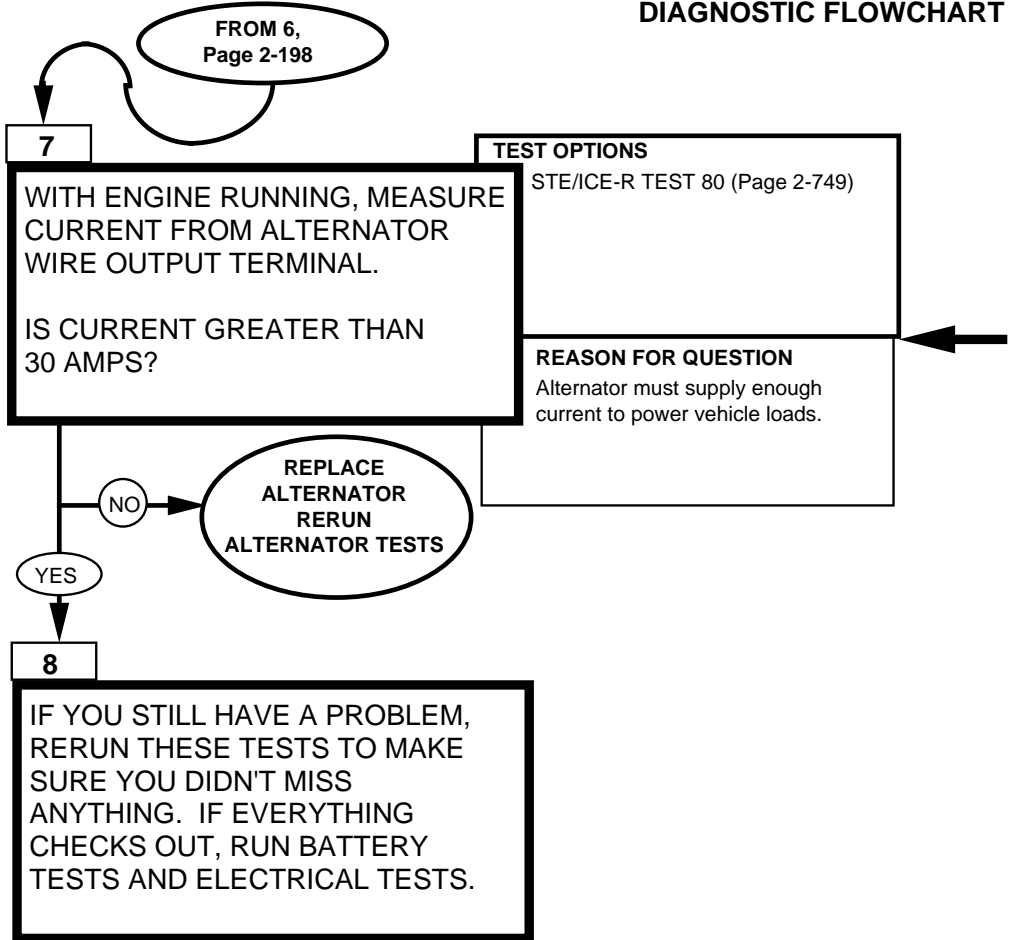 DIAGNOSTIC FLOWCHART
FROM 6,
Page 2-198
7
WITH ENGINE RUNNING, MEASURE
CURRENT FROM ALTERNATOR
WIRE OUTPUT TERMINAL.
IS CURRENT GREATER THAN
30 AMPS?
TEST OPTIONS
STE/ICE-R TEST 80 (Page 2-749)
REASON FOR QUESTION
Alternator must supply enough
current to power vehicle loads.
NO
REPLACE
ALTERNATOR
RERUN
ALTERNATOR TESTS
YES
8
IF YOU STILL HAVE A PROBLEM,
RERUN THESE TESTS TO MAKE
SURE YOU DIDN'T MISS
ANYTHING. IF EVERYTHING
CHECKS OUT, RUN BATTERY
TESTS AND ELECTRICAL TESTS.